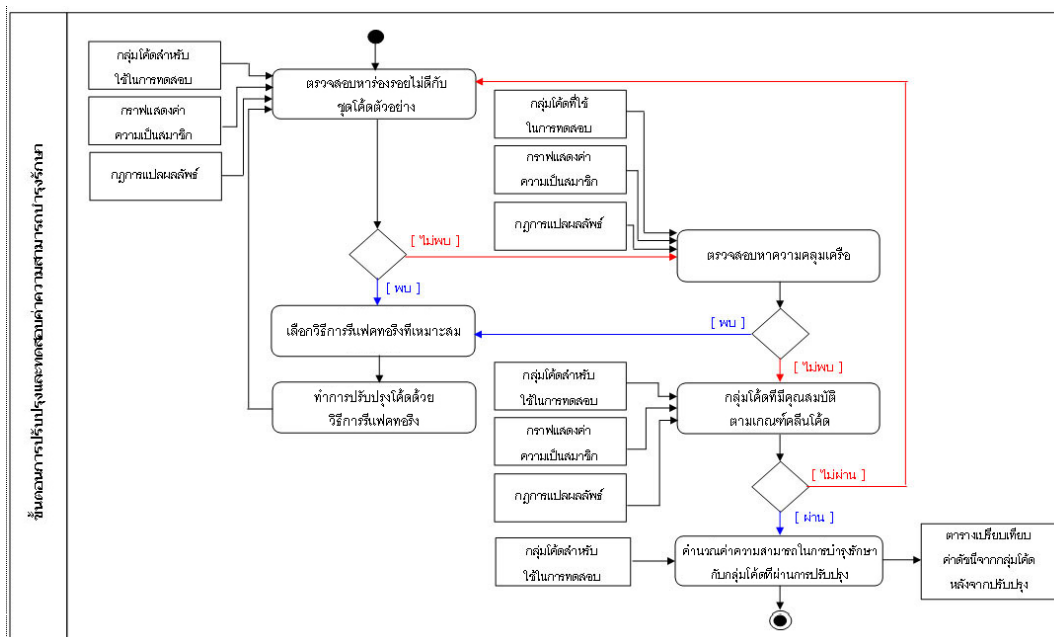 ขั้นตอนการปรับปรุงและทดสอบค่าความสามารถบำรุงรักษา
กลุ่มโค้ดสำหรับ
ใช้ในการทดสอบ
กราฟแสดงค่า
ความเป็นสมาชิก
กฎการแปลผลลัพธ์
ตรวจสอบหาร่องรอยไม่ดีกับ
ชุดโค้ดตัวอย่าง
[ ไม่พบ ]
[ พบ ]
เลือกวิธีการรีแฟคทอริงที่เหมาะสม
ทำการปรับปรุงโค้ดด้วย
วิธีการรีแฟคทอริง
กลุ่มโค้ดที่ใช้
ในการทดสอบ
กราฟแสดงค่า
ความเป็นสมาชิก
กฎการแปลผลลัพธ์
ตรวจสอบหาความคลุมเครือ
[ พบ ]
[ ไม่พบ ]
กลุ่มโค้ดสำหรับ
ใช้ในการทดสอบ
กราฟแสดงค่า
ความเป็นสมาชิก
กฎการแปลผลลัพธ์
กลุ่มโค้ดที่มีคุณสมบัติ
ตามเกณฑ์คลีนโค้ด
[ ไม่ผ่าน ]
[ ผ่าน ]
กลุ่มโค้ดสำหรับ
ใช้ในการทดสอบ
คำนวณค่าความสามารถในการบำรุงรักษา
กับกลุ่มโค้ดที่ผ่านการปรับปรุง
ตารางเปรียบเทียบ
ค่าดัชนีจากกลุ่มโค้ด
หลังจากปรับปรุง